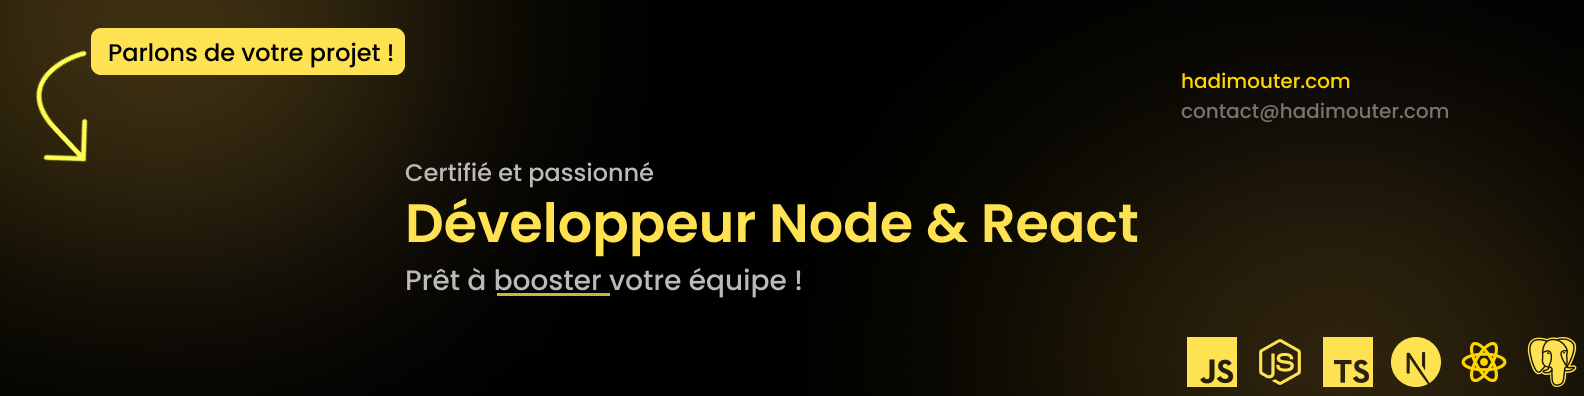 Parlons de votre projet !
hadimouter.com
contact@hadimouter.com
Certifié et passionné
Développeur Node & React
Prêt à booster votre équipe !
JS JS TS N